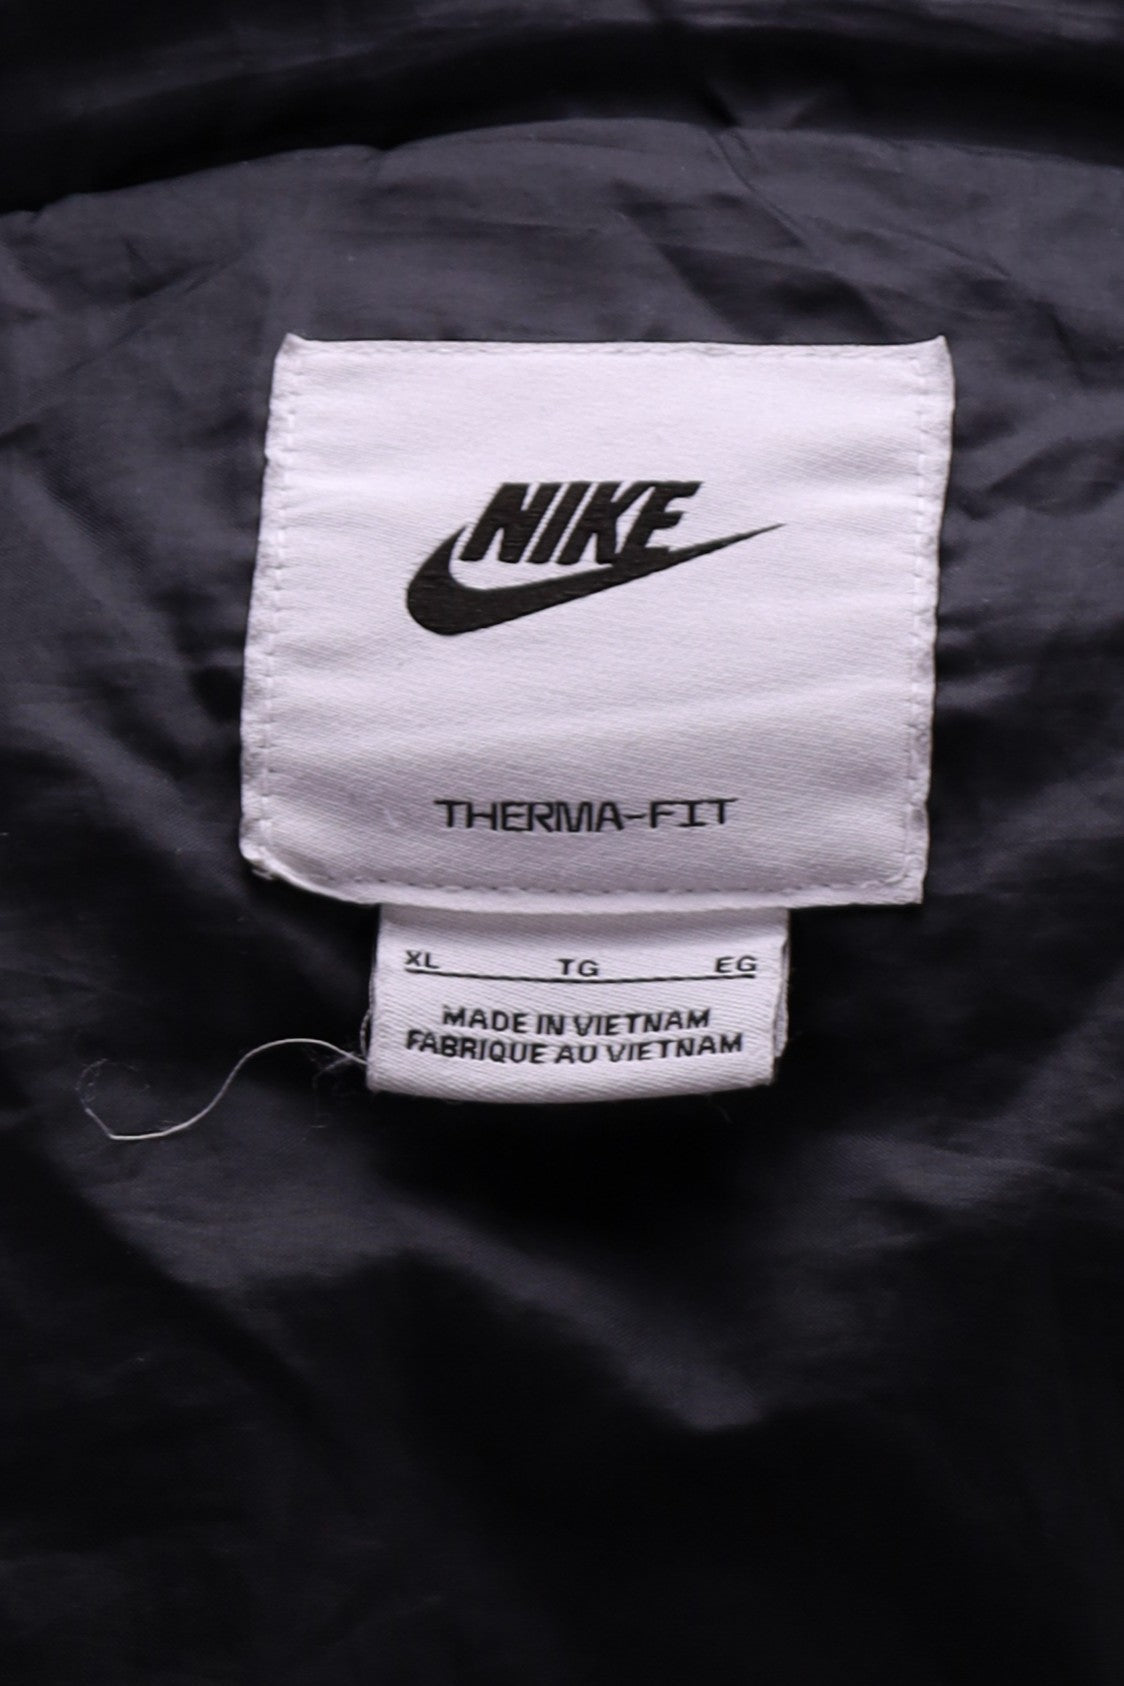 NIKE
THERMA-FIT
XL TG EG
MADE IN VIETNAM
FABRIQUE AU VIETNAM